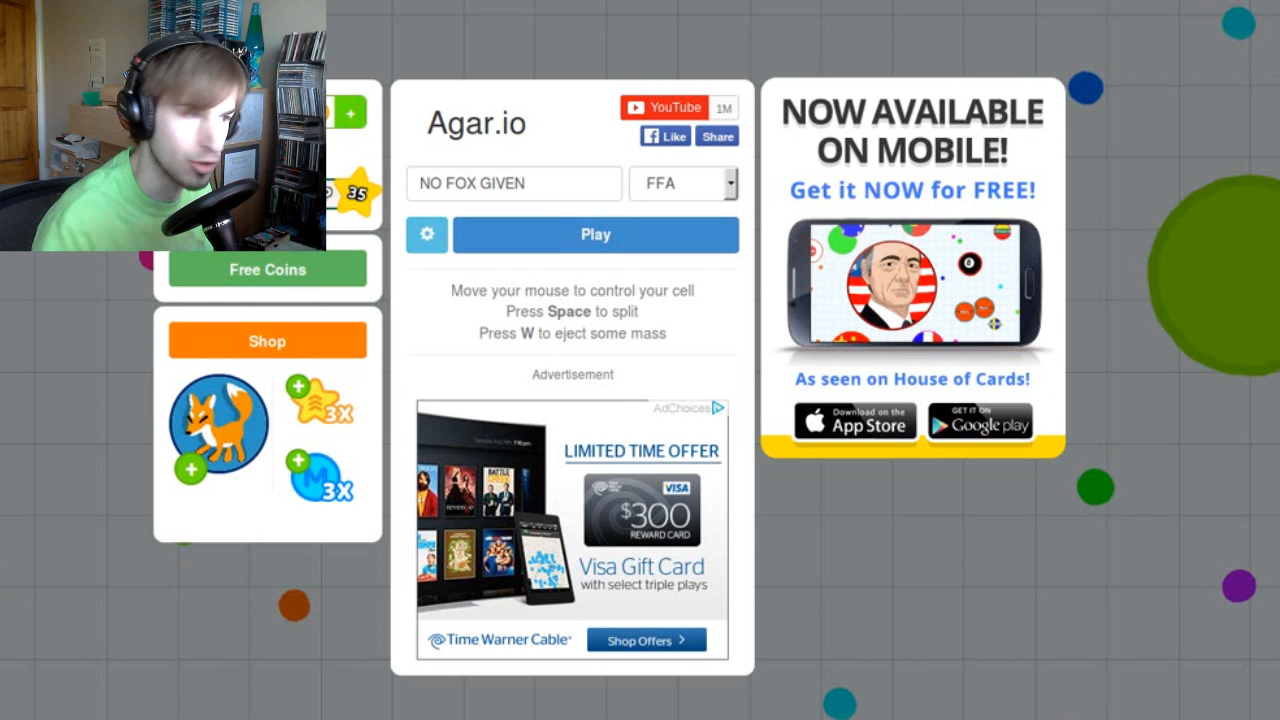 35
Free Coins
Shop
3X
M
3X
Agar.io
YouTube 1M
Like Share
NO FOX GIVEN FFA
Play
Move your mouse to control your cell
Press Space to split
Press W to eject some mass
Advertisement
AdChoices
LIMITED TIME OFFER
VISA
$300
REWARD CARD
Visa Gift Card
with select triple plays
Time Warner Cable
Shop Offers
NOW AVAILABLE
ON MOBILE!
Get it NOW for FREE!
8
As seen on House of Cards!
Download on the
App Store
GET IT ON
Google play